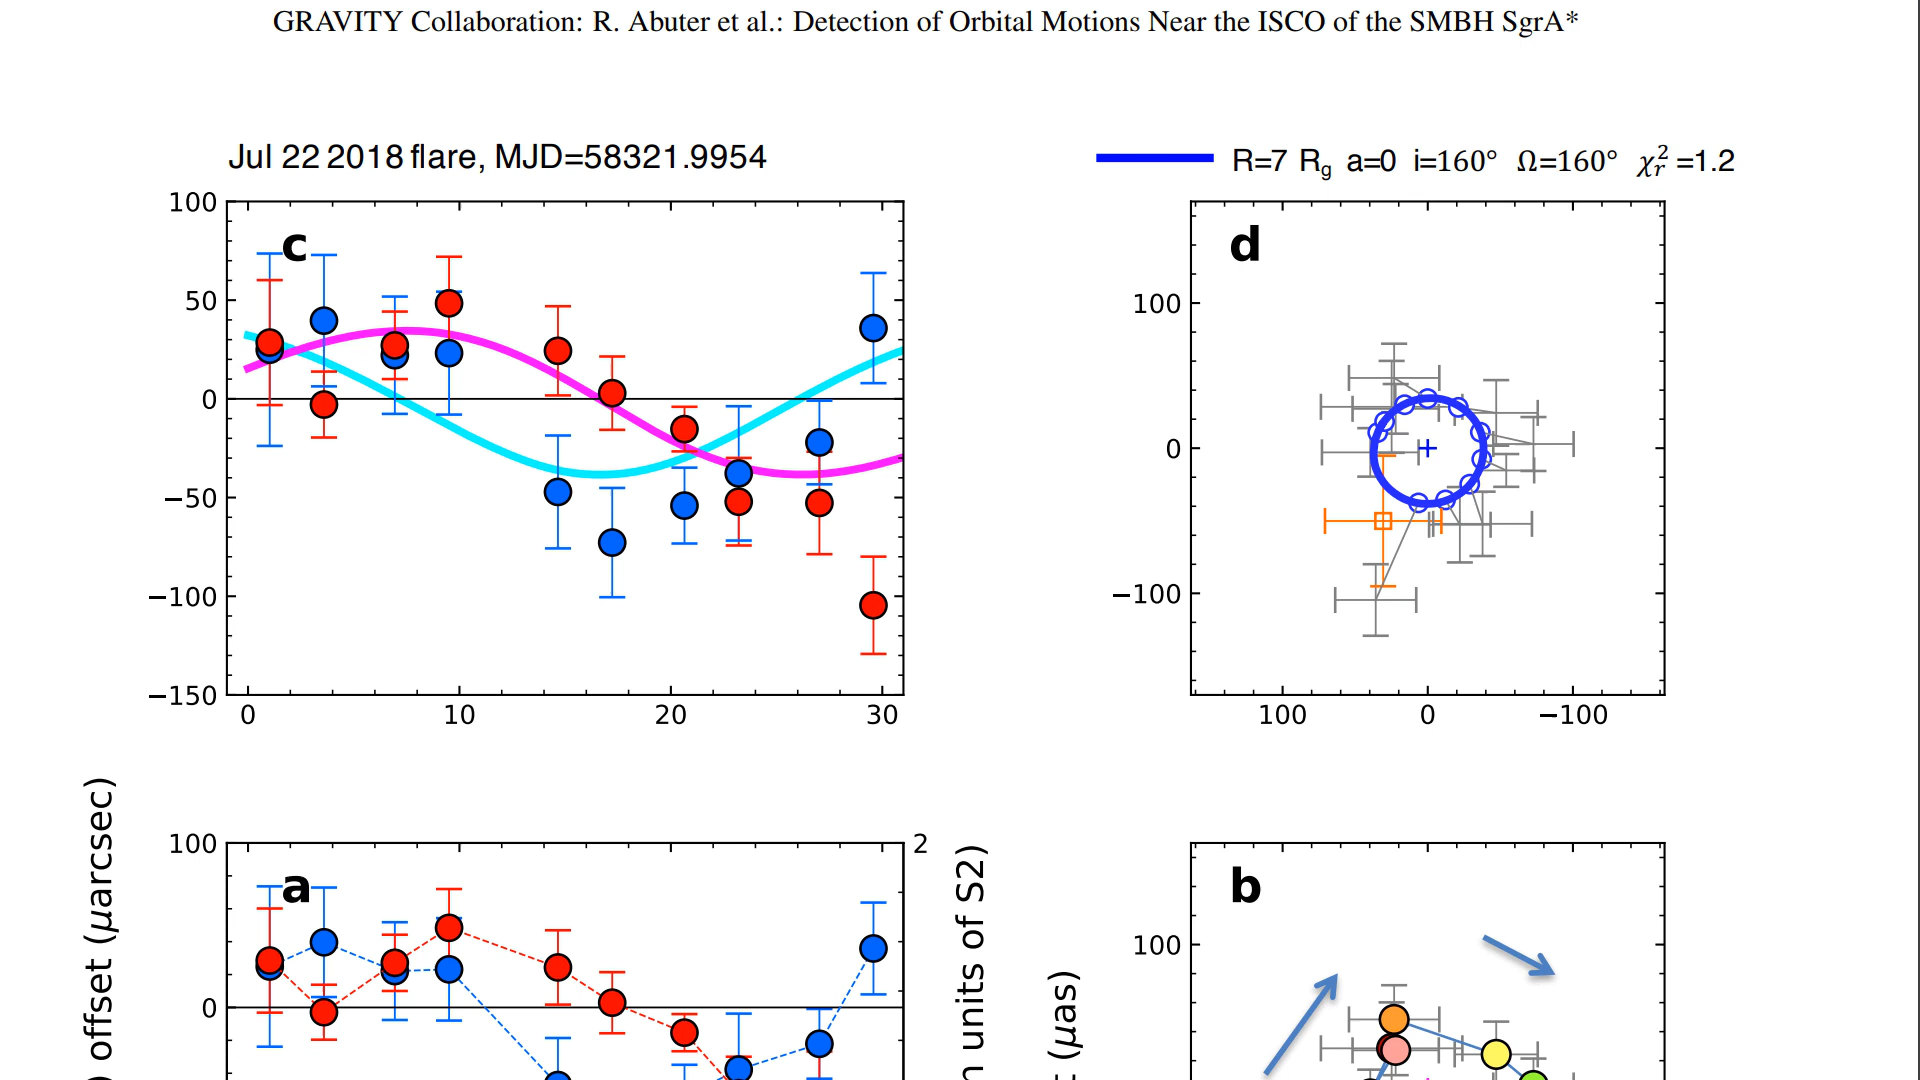 GRAVITY Collaboration: R. Abuter et al.: Detection of Orbital Motions Near the ISCO of the SMBH SgrA*
Jul 22 2018 flare, MJD=58321.9954
R=7 Rg a=0 i=160° Ω=160° χ²r =1.2
c
100
50
0
−50
−100
−150
0 10 20 30
d
100
0
−100
100 0 −100
offset (μarcsec)
a
100
0
2
units of S2)
(μas)
b
100